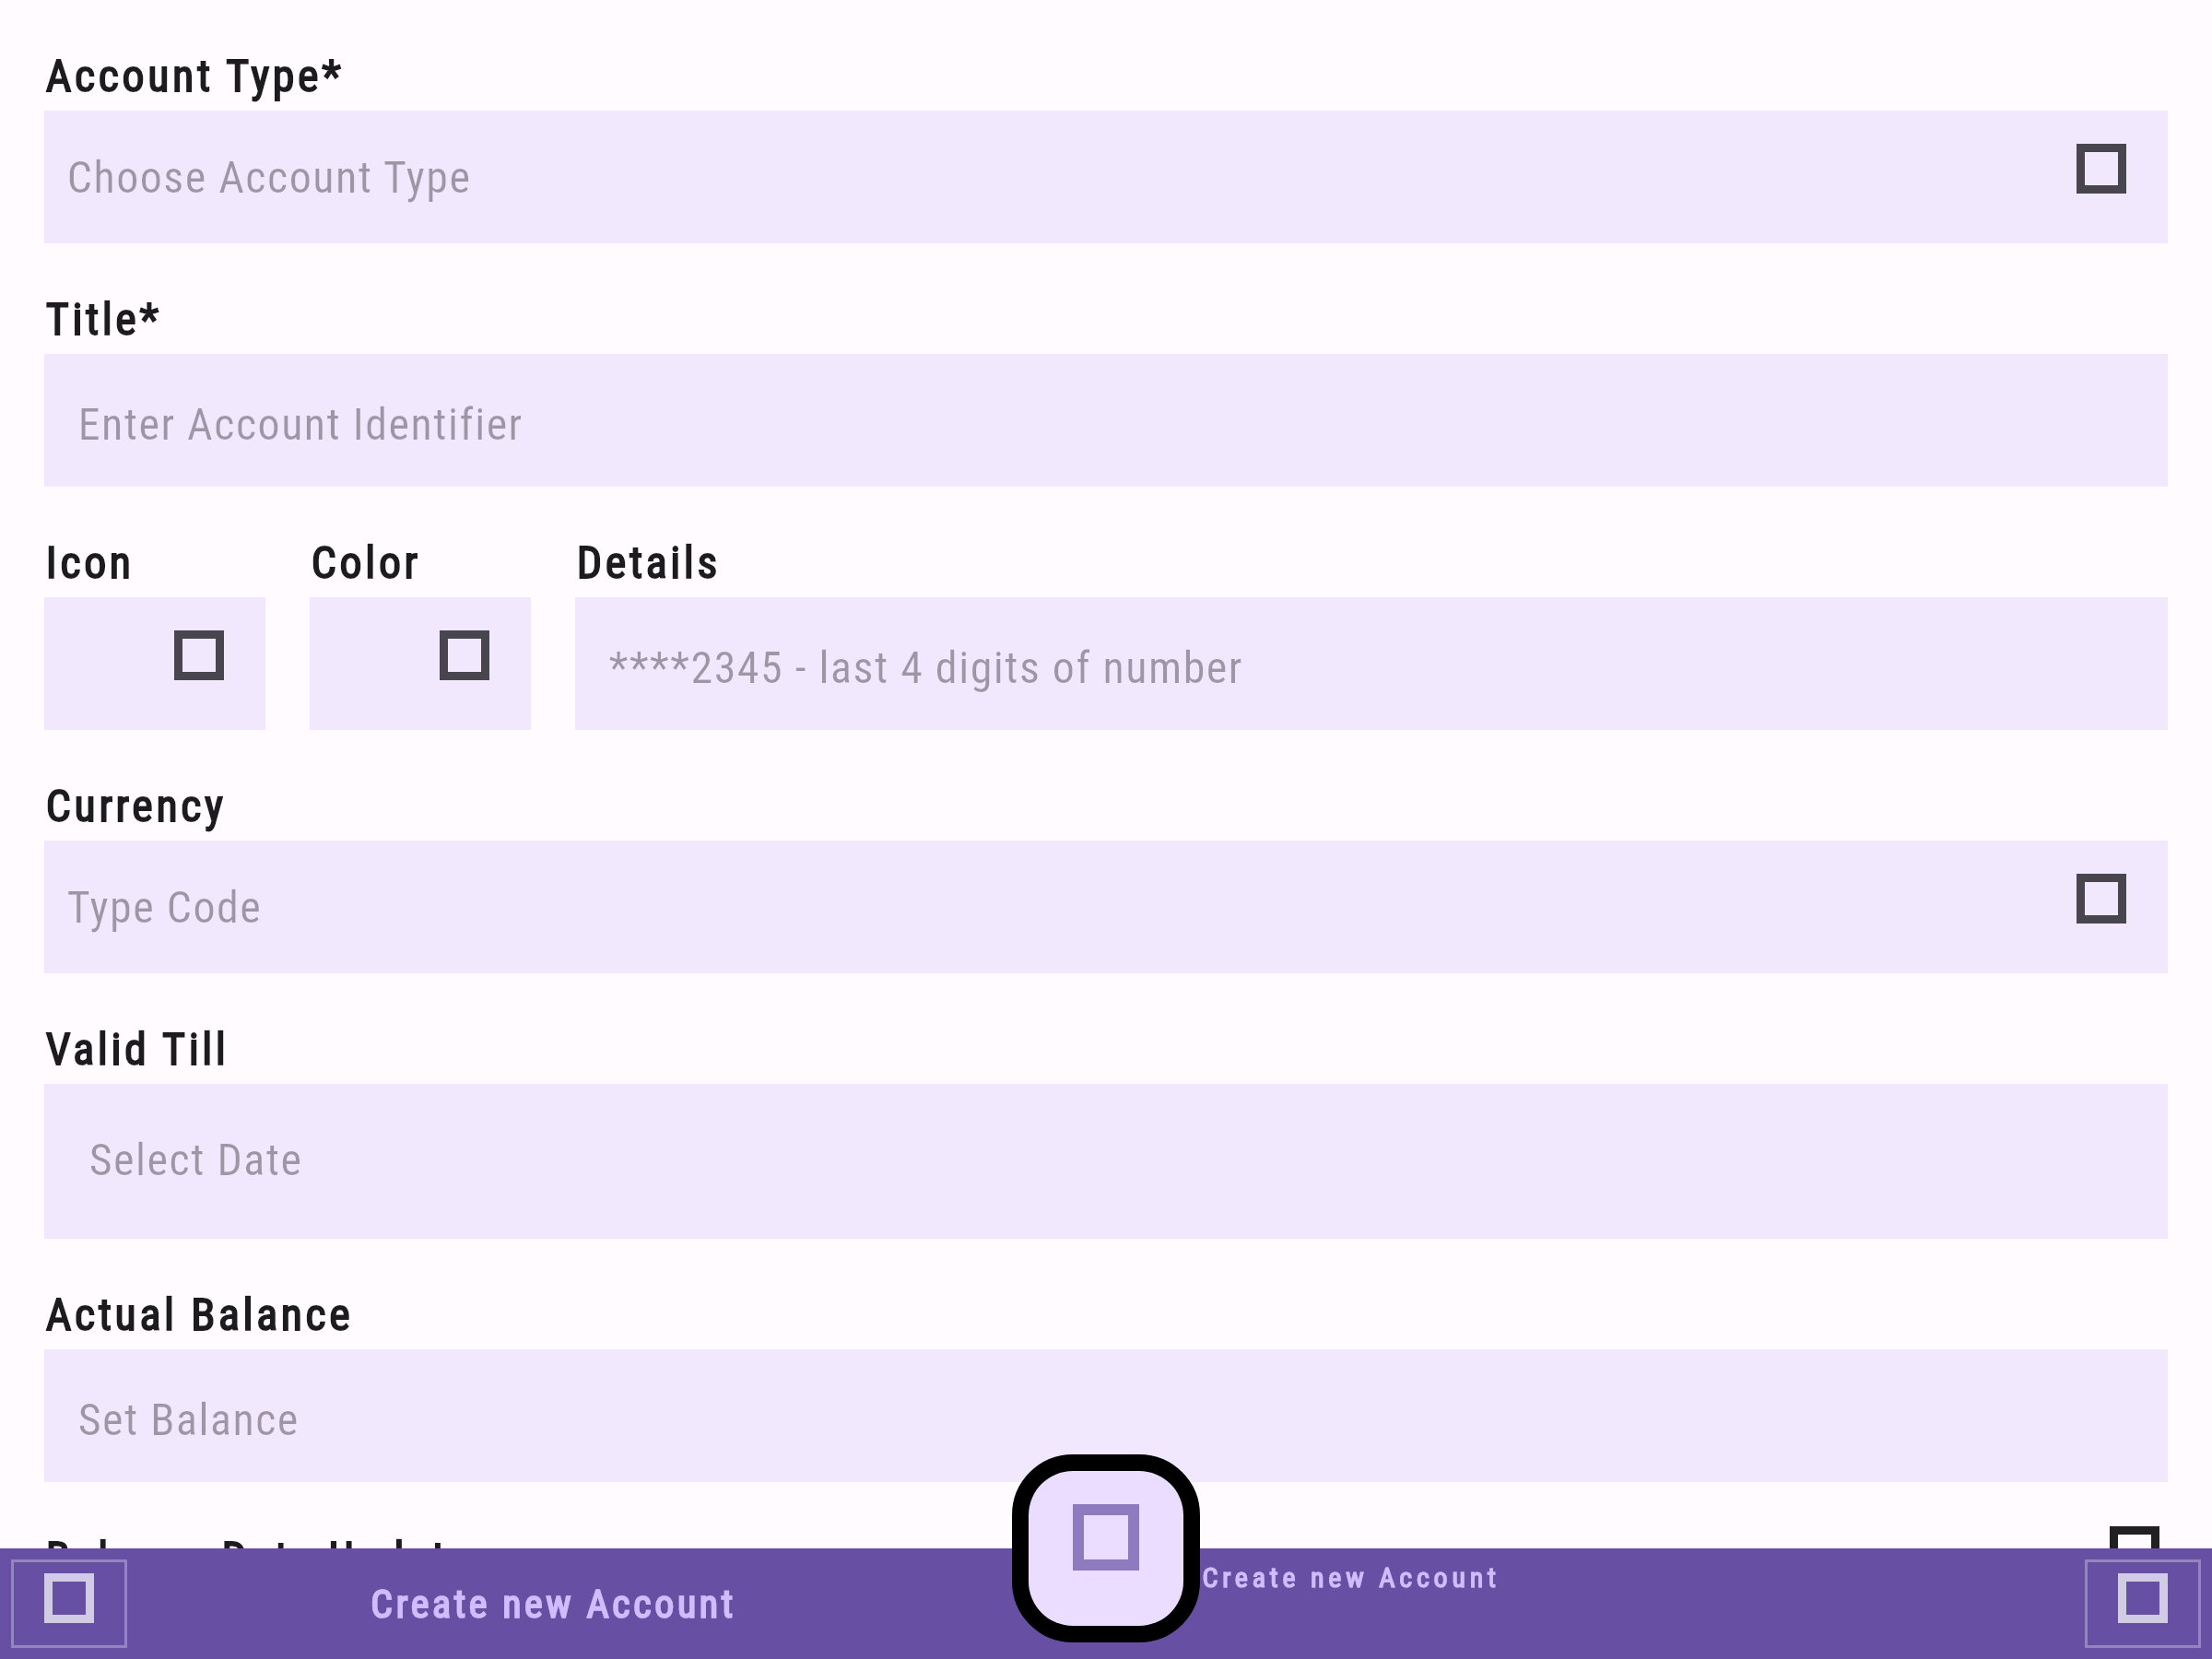 Account Type*
Choose Account Type
Title*
Enter Account Identifier
Icon Color Details
****2345 - last 4 digits of number
Currency
Type Code
Valid Till
Select Date
Actual Balance
Set Balance
Create new Account
Create new Account